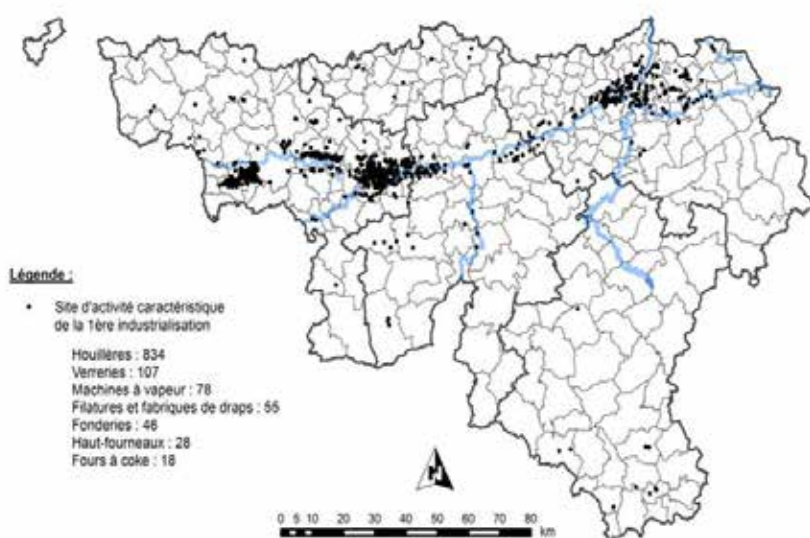 Légende :
Site d'activité caractéristique
de la 1ère industrialisation
Houillères : 834
Verreries : 107
Machines à vapeur : 78
Filatures et fabriques de draps : 55
Fonderies : 46
Haut-fourneaux : 28
Fours à coke : 18
N
0 5 10 20 30 40 50 60 70 80
km